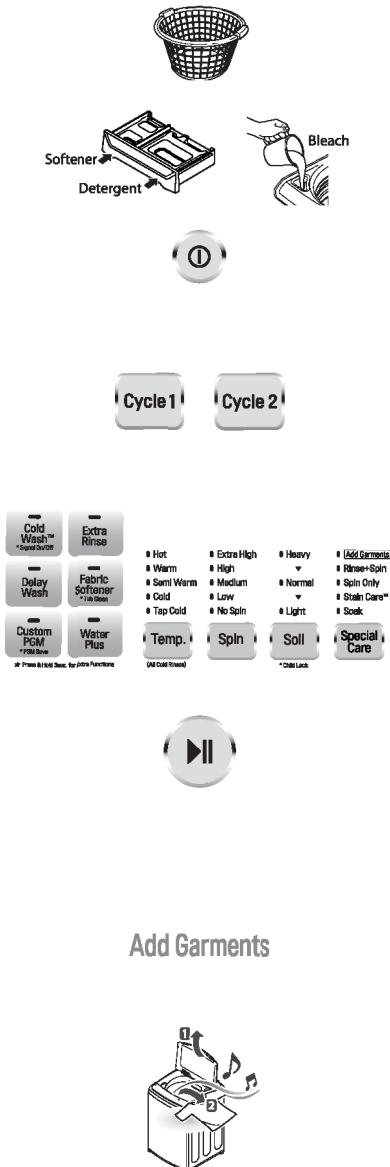 Bleach
Softener
Detergent
Cycle 1 Cycle 2
Cold Wash™ * Signal On/Off
Extra Rinse
Delay Wash
Fabric Softener * Tub Clean
Custom PGM * PGM Save
Water Plus
* Press & Hold 3sec. for Extra Functions
Hot
Warm
Semi Warm
Cold
Tap Cold
Temp.
(All Cold Rinses)
Extra High
High
Medium
Low
No Spin
Spin
Heavy
Normal
Light
Soil
* Child Lock
Add Garments
Rinse+Spin
Spin Only
Stain Care™
Soak
Special Care
Add Garments
1
2